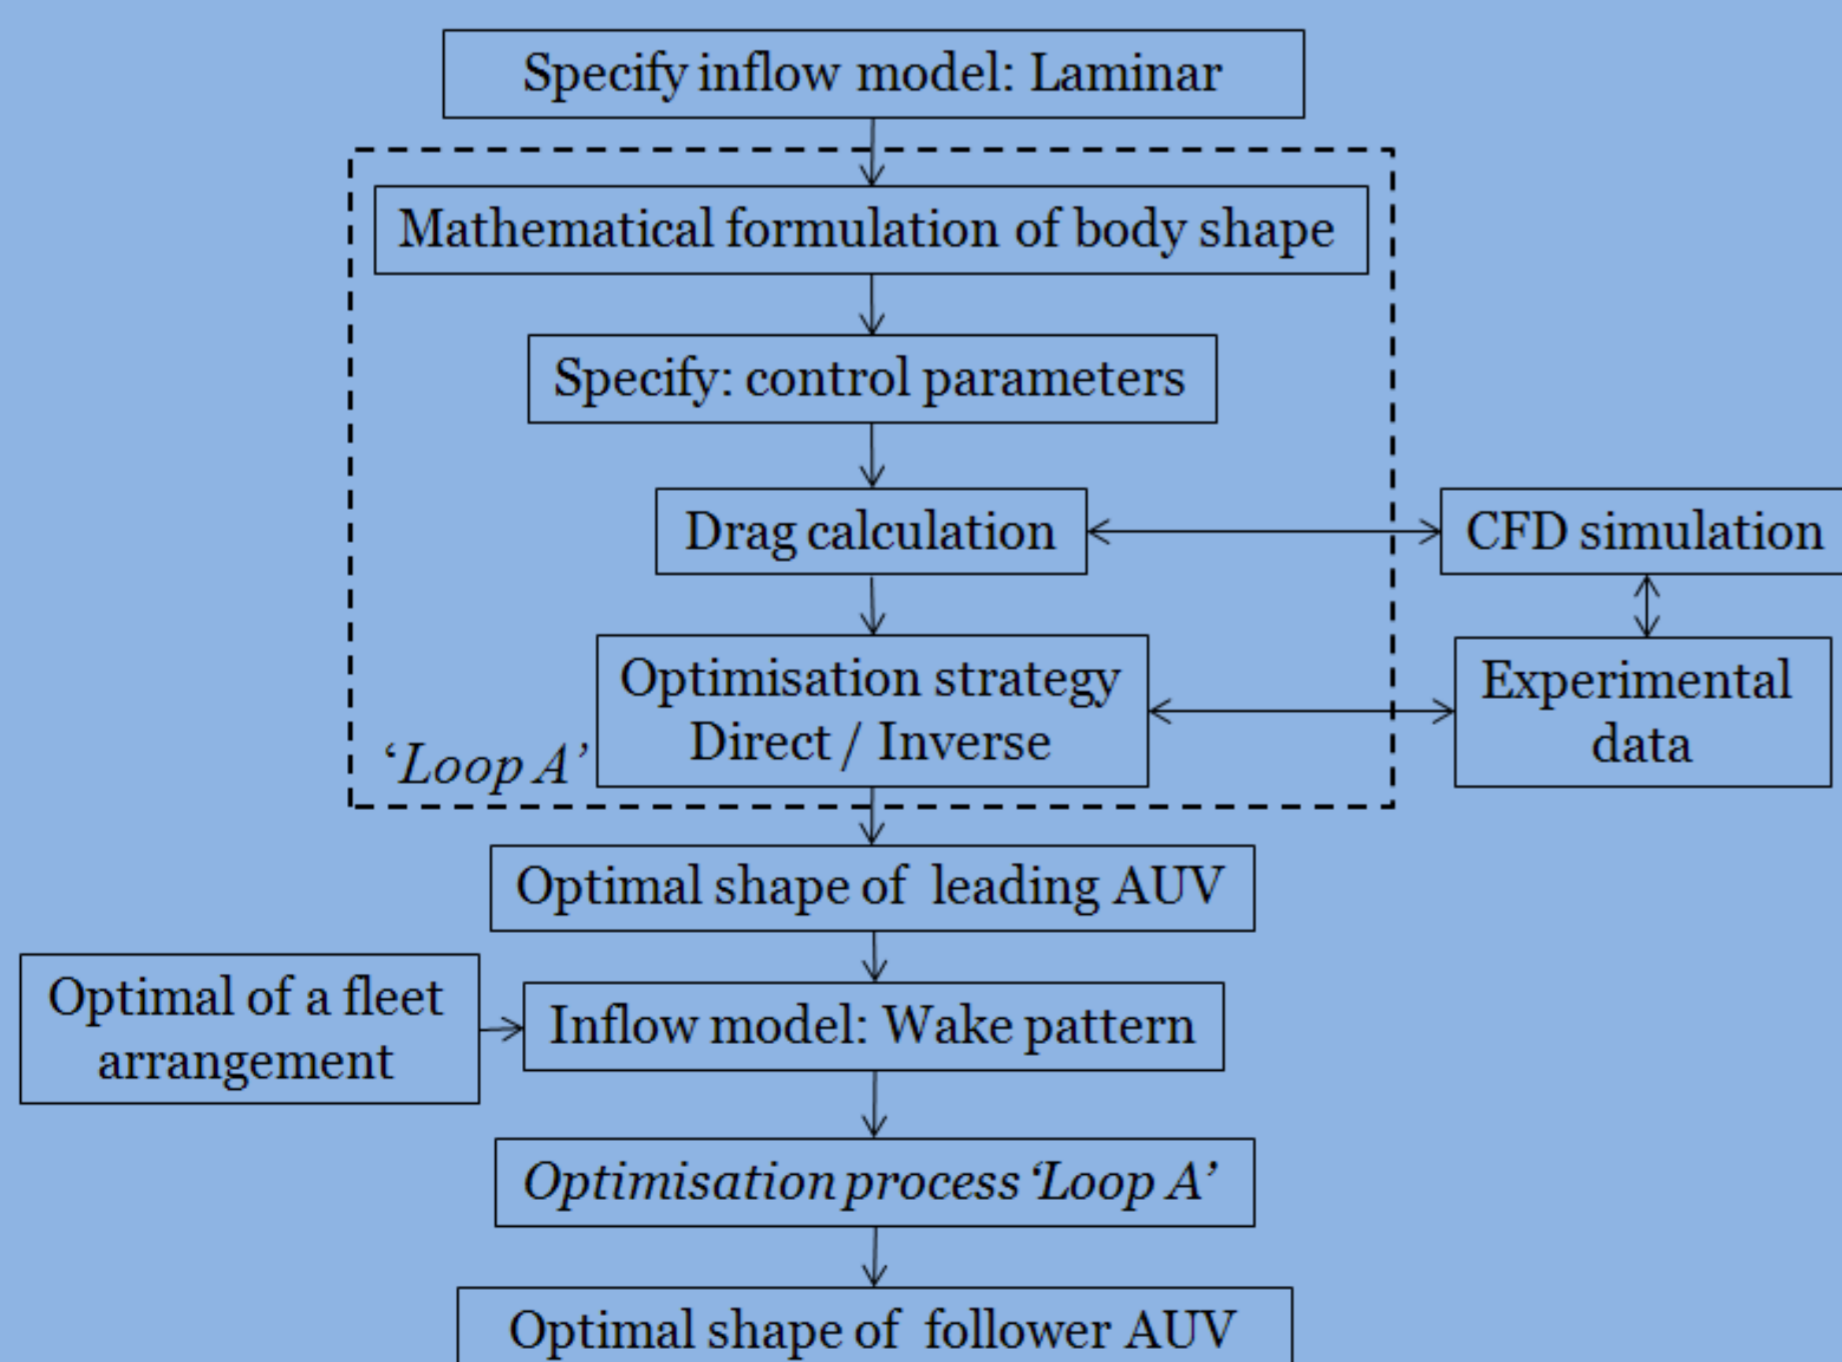 Specify inflow model: Laminar
Mathematical formulation of body shape
Specify: control parameters
Drag calculation
CFD simulation
Optimisation strategy
Direct / Inverse
Experimental
data
‘Loop A’
Optimal shape of leading AUV
Optimal of a fleet
arrangement
Inflow model: Wake pattern
Optimisation process ‘Loop A’
Optimal shape of follower AUV